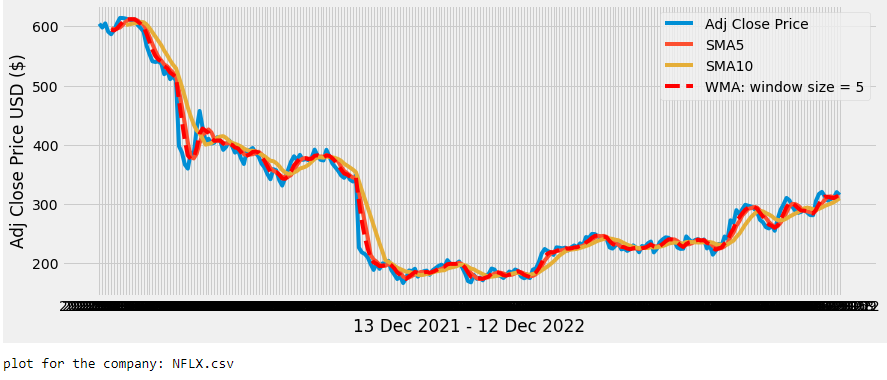 Adj Close Price
SMA5
SMA10
WMA: window size = 5
Adj Close Price USD ($)
600
500
400
300
200
13 Dec 2021 - 12 Dec 2022
plot for the company: NFLX.csv